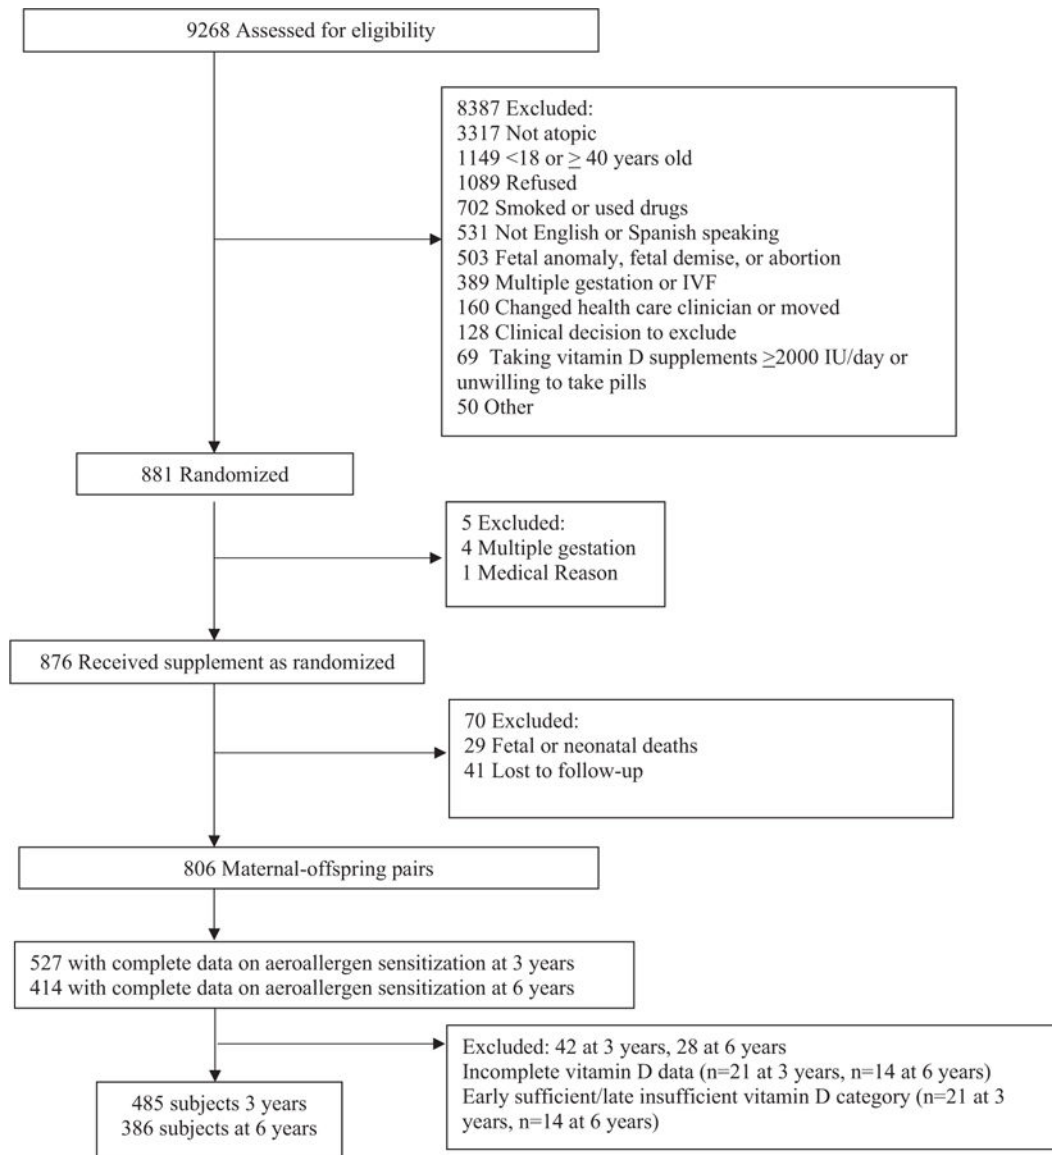 9268 Assessed for eligibility
8387 Excluded:
3317 Not atopic
1149 <18 or ≥ 40 years old
1089 Refused
702 Smoked or used drugs
531 Not English or Spanish speaking
503 Fetal anomaly, fetal demise, or abortion
389 Multiple gestation or IVF
160 Changed health care clinician or moved
128 Clinical decision to exclude
69 Taking vitamin D supplements ≥2000 IU/day or
unwilling to take pills
50 Other
881 Randomized
5 Excluded:
4 Multiple gestation
1 Medical Reason
876 Received supplement as randomized
70 Excluded:
29 Fetal or neonatal deaths
41 Lost to follow-up
806 Maternal-offspring pairs
527 with complete data on aeroallergen sensitization at 3 years
414 with complete data on aeroallergen sensitization at 6 years
Excluded: 42 at 3 years, 28 at 6 years
Incomplete vitamin D data (n=21 at 3 years, n=14 at 6 years)
Early sufficient/late insufficient vitamin D category (n=21 at 3
years, n=14 at 6 years)
485 subjects 3 years
386 subjects at 6 years